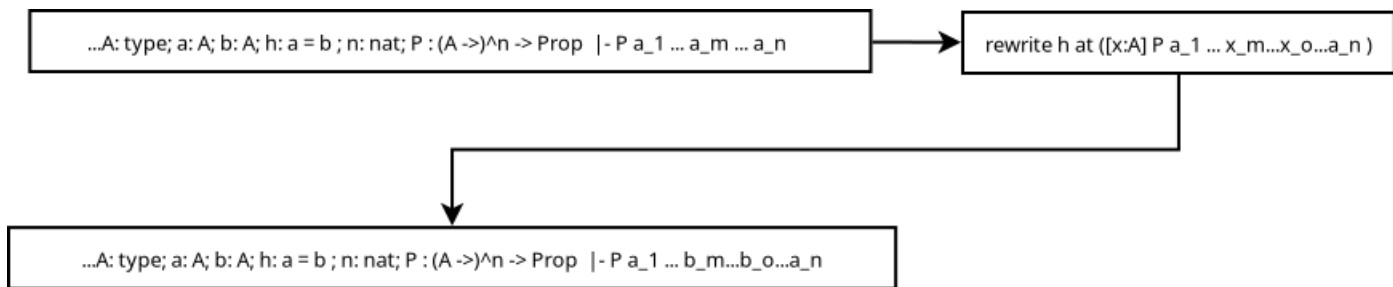 ...A: type; a: A; b: A; h: a = b ; n: nat; P : (A ->)^n -> Prop |- P a_1 ... a_m ... a_n
rewrite h at ([x:A] P a_1 ... x_m...x_o...a_n )
...A: type; a: A; b: A; h: a = b ; n: nat; P : (A ->)^n -> Prop |- P a_1 ... b_m...b_o...a_n